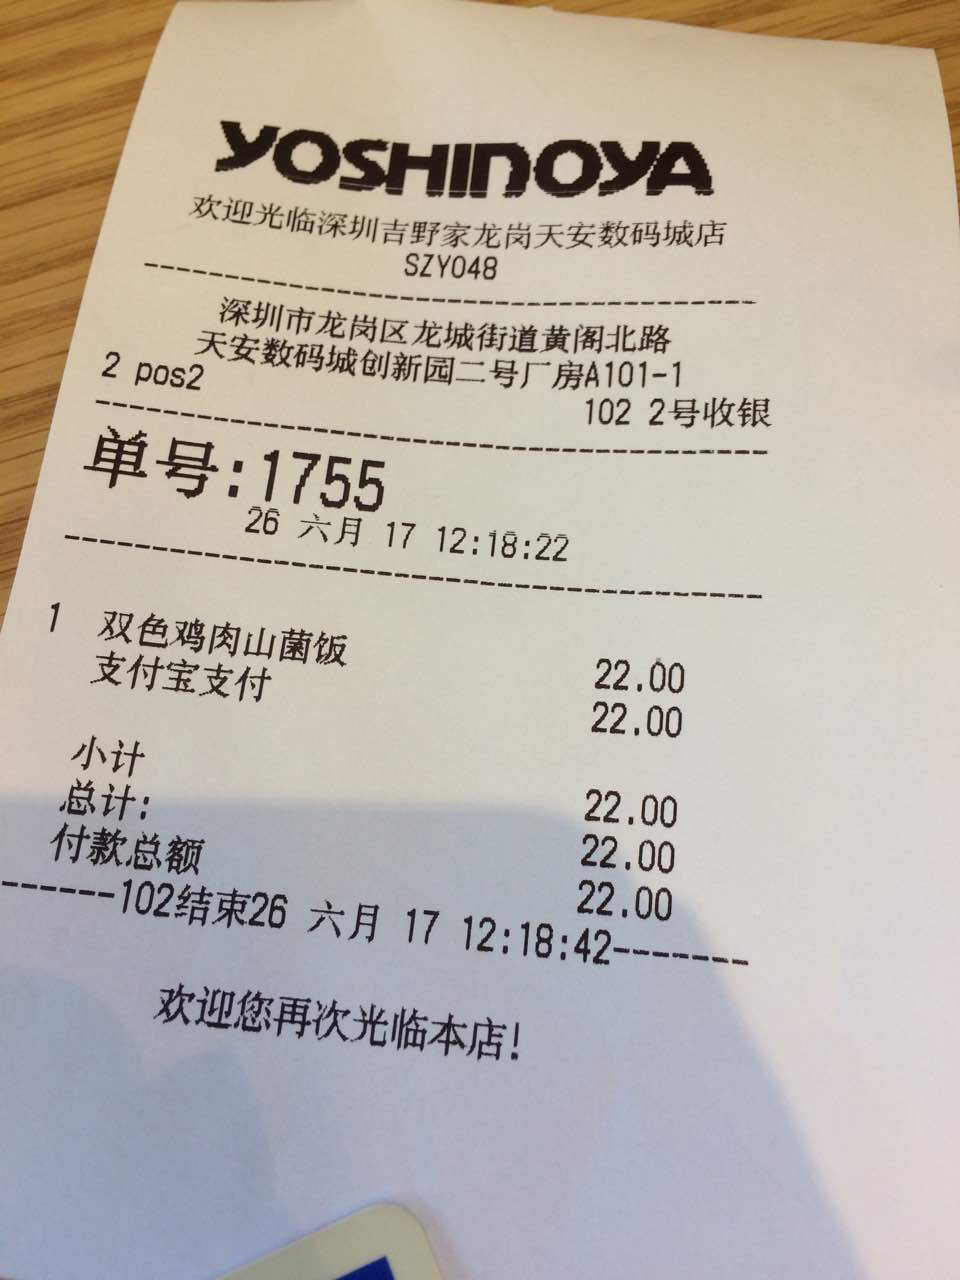 YOSHINOYA
欢迎光临深圳吉野家龙岗天安数码城店
SZY048
深圳市龙岗区龙城街道黄阁北路
天安数码城创新园二号厂房A101-1
2 pos2 102 2号收银
单号:1755
26 六月 17 12:18:22
1 双色鸡肉山菌饭 22.00
支付宝支付 22.00
小计 22.00
总计: 22.00
付款总额 22.00
------102结束26 六月 17 12:18:42-------
欢迎您再次光临本店!